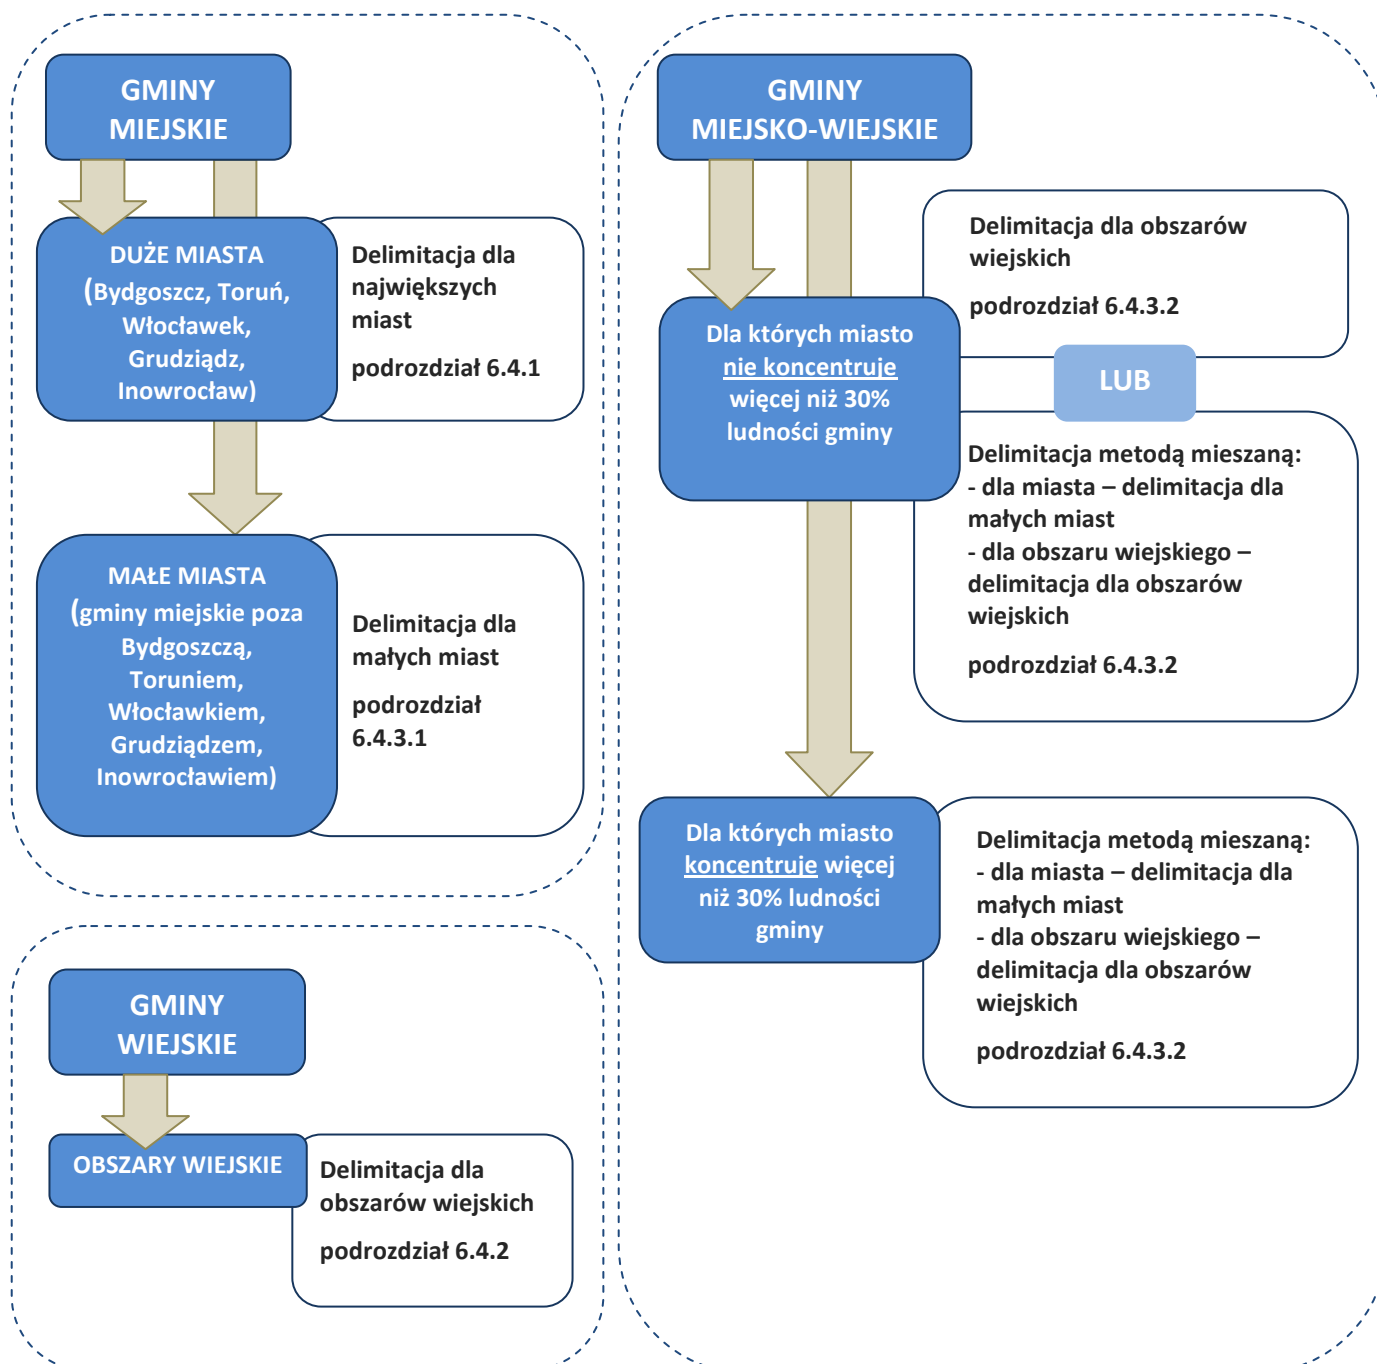 GMINY
MIEJSKIE
DUŻE MIASTA
(Bydgoszcz, Toruń,
Włocławek,
Grudziądz,
Inowrocław)
Delimitacja dla
największych
miast
podrozdział 6.4.1
MAŁE MIASTA
(gminy miejskie poza
Bydgoszczą,
Toruniem,
Włocławkiem,
Grudziądzem,
Inowrocławiem)
Delimitacja dla
małych miast
podrozdział
6.4.3.1
GMINY
WIEJSKIE
OBSZARY WIEJSKIE
Delimitacja dla
obszarów wiejskich
podrozdział 6.4.2
GMINY
MIEJSKO-WIEJSKIE
Dla których miasto
nie koncentruje
więcej niż 30%
ludności gminy
Delimitacja dla obszarów
wiejskich
podrozdział 6.4.3.2
LUB
Delimitacja metodą mieszaną:
- dla miasta – delimitacja dla
małych miast
- dla obszaru wiejskiego –
delimitacja dla obszarów
wiejskich
podrozdział 6.4.3.2
Dla których miasto
koncentruje więcej
niż 30% ludności
gminy
Delimitacja metodą mieszaną:
- dla miasta – delimitacja dla
małych miast
- dla obszaru wiejskiego –
delimitacja dla obszarów
wiejskich
podrozdział 6.4.3.2